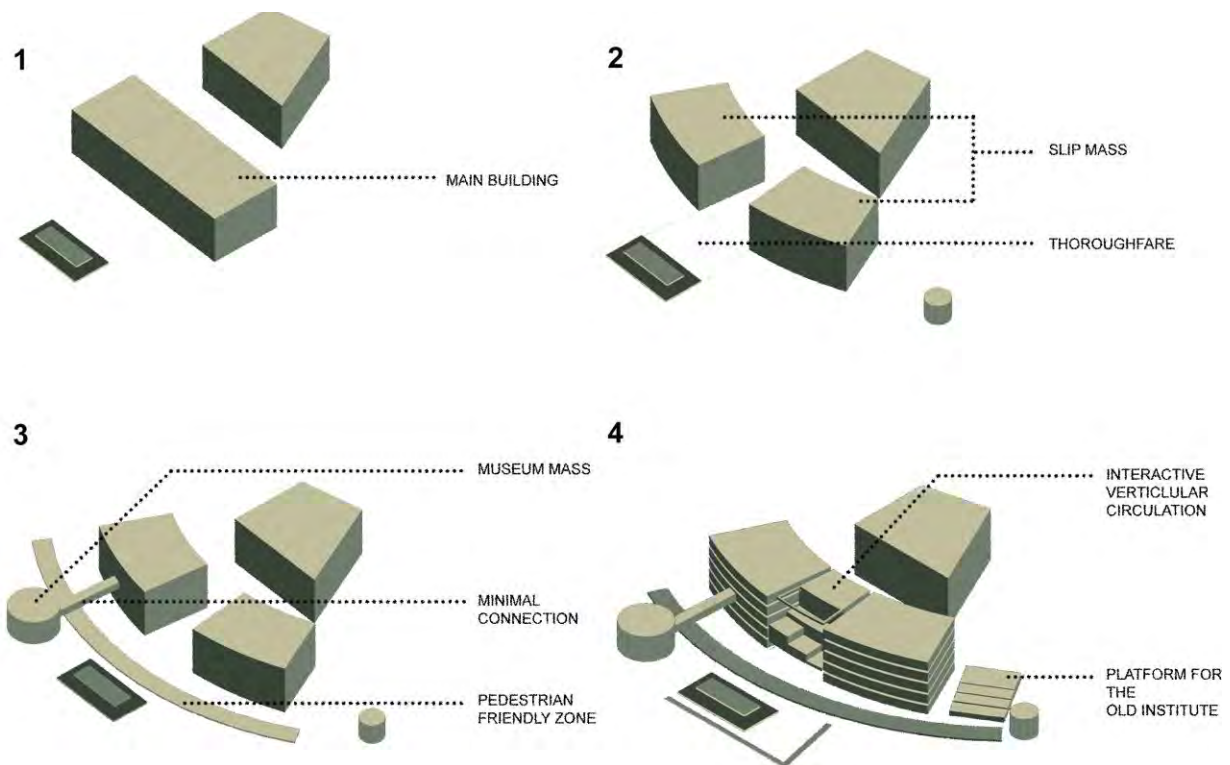 1
MAIN BUILDING
2
SLIP MASS
THOROUGHFARE
3
MUSEUM MASS
MINIMAL
CONNECTION
PEDESTRIAN
FRIENDLY ZONE
4
INTERACTIVE
VERTICLULAR
CIRCULATION
PLATFORM FOR
THE
OLD INSTITUTE